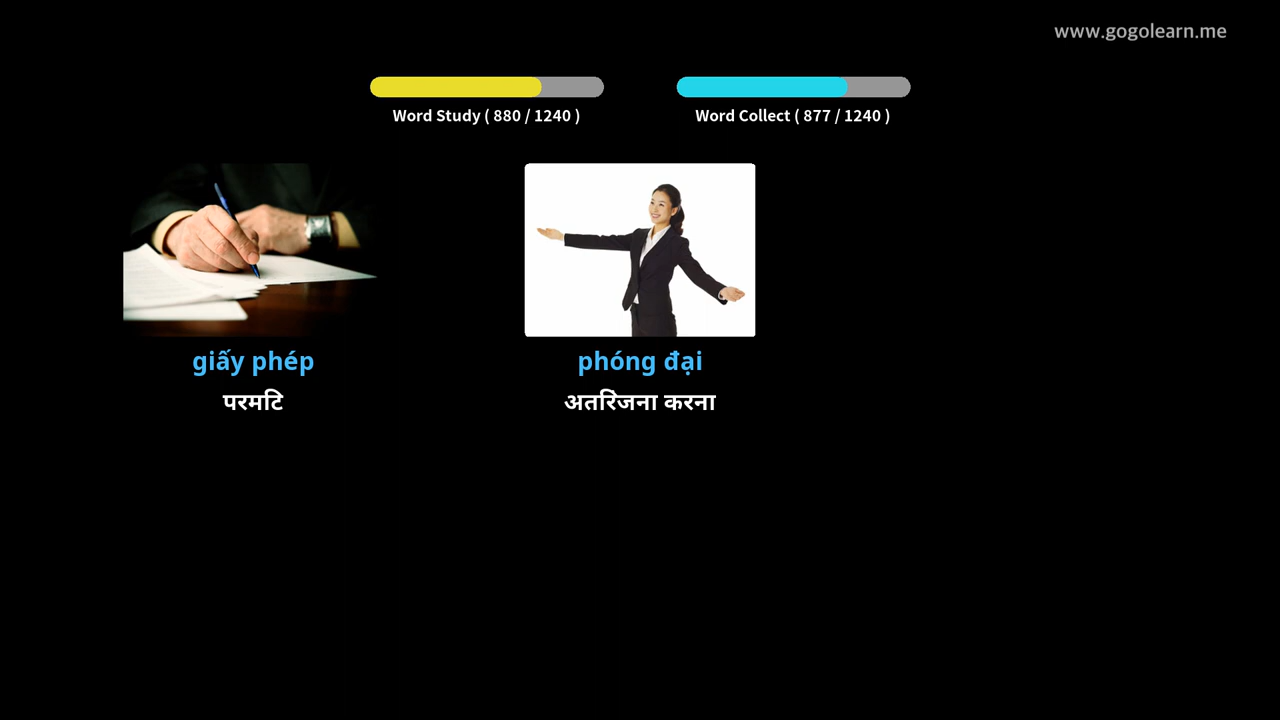 www.gogolearn.me
Word Study ( 880 / 1240 )
Word Collect ( 877 / 1240 )
giấy phép
phóng đại
परमिट
अतिरंजना करना